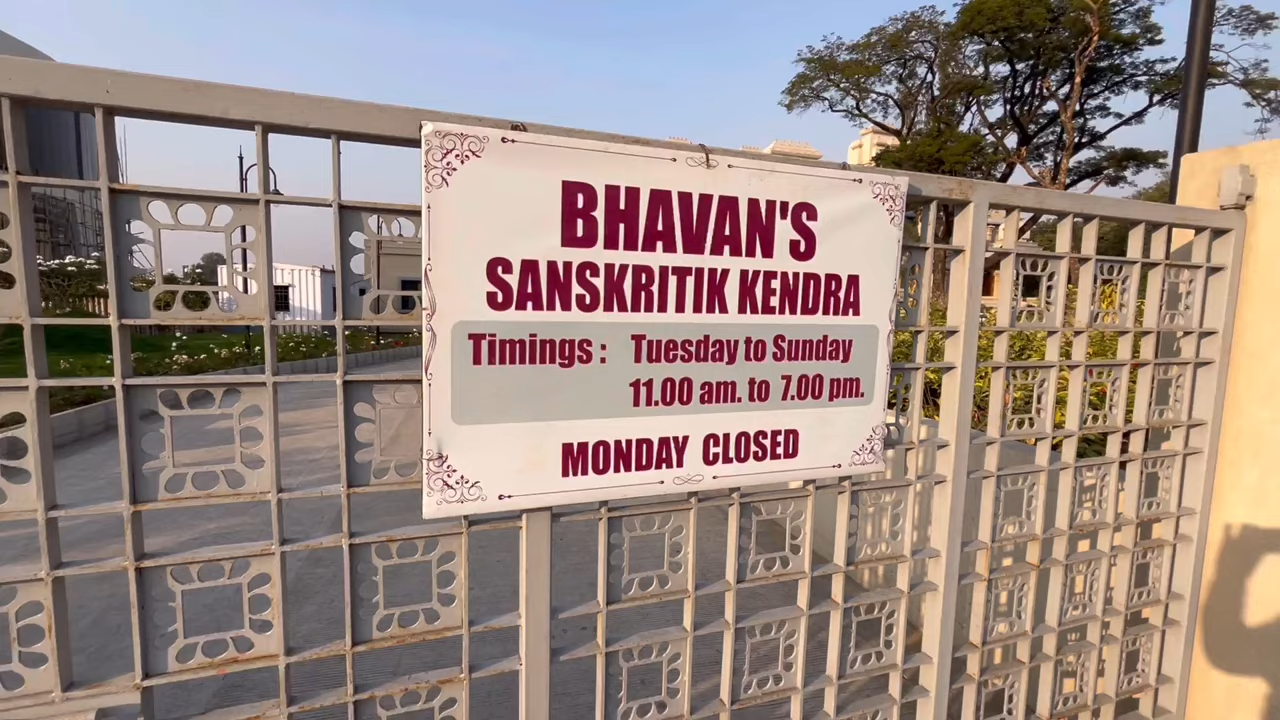 BHAVAN'S
SANSKRITIK KENDRA
Timings : Tuesday to Sunday
11.00 am. to 7.00 pm.
MONDAY CLOSED